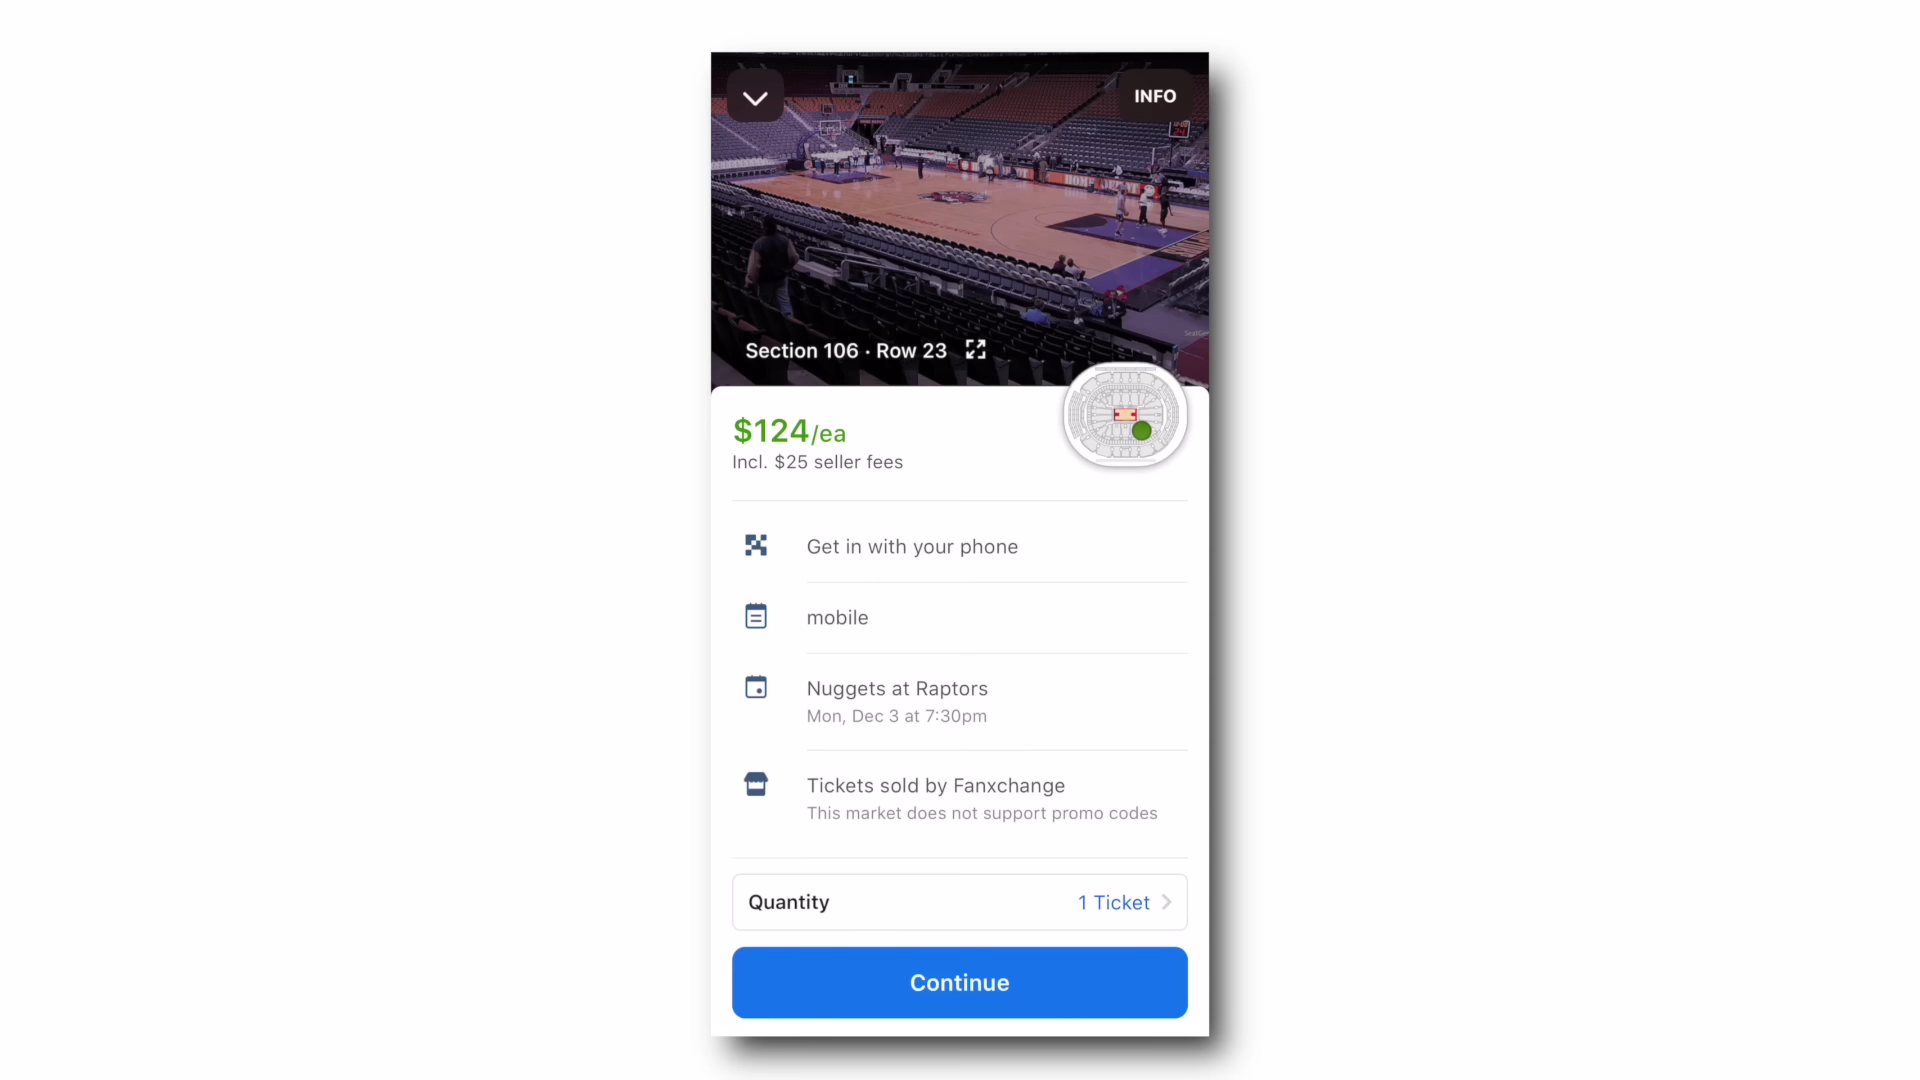 INFO
Section 106 · Row 23
$124/ea
Incl. $25 seller fees
Get in with your phone
mobile
Nuggets at Raptors
Mon, Dec 3 at 7:30pm
Tickets sold by Fanxchange
This market does not support promo codes
Quantity
1 Ticket
Continue